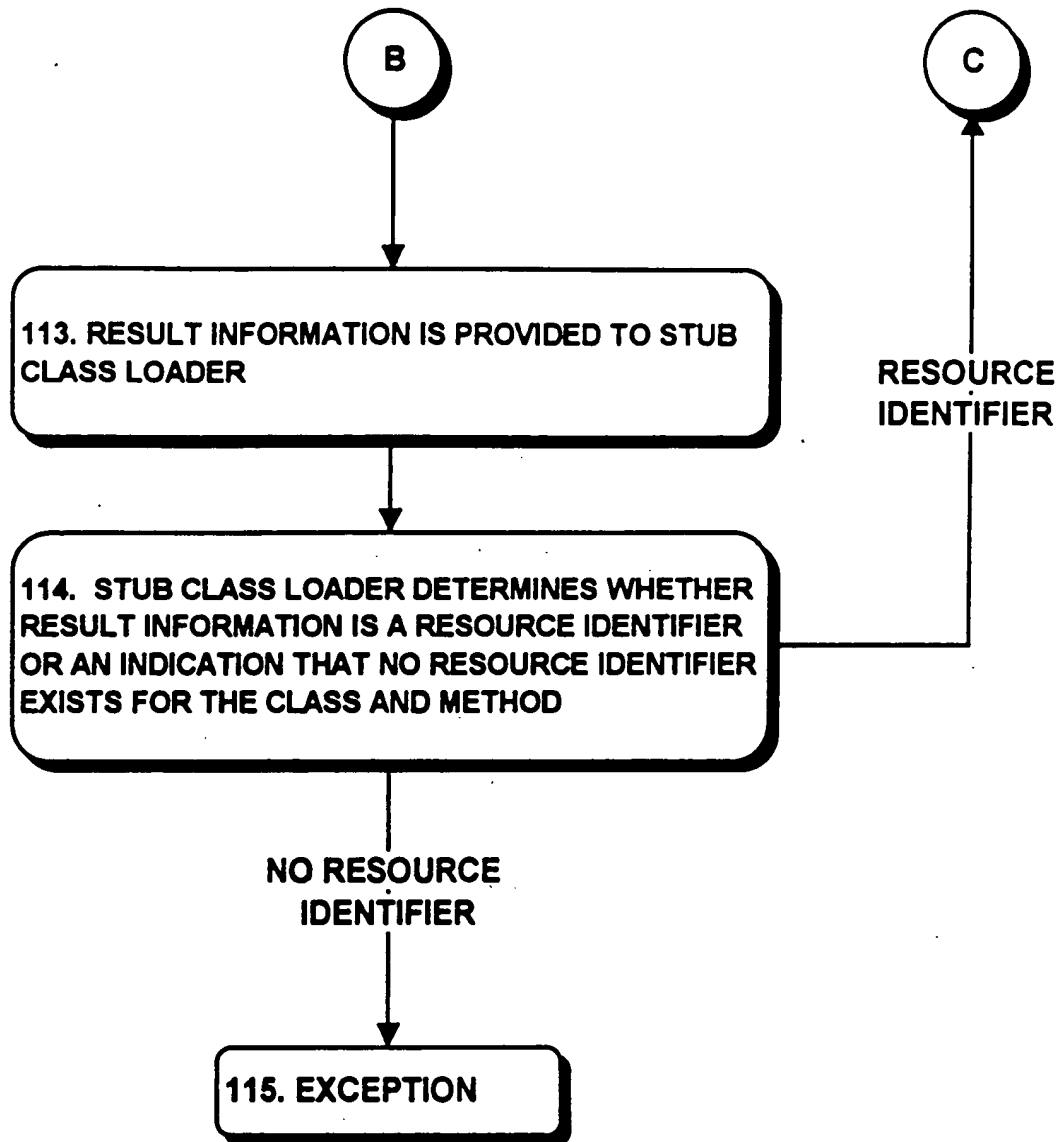 B
C
113. RESULT INFORMATION IS PROVIDED TO STUB
CLASS LOADER
RESOURCE
IDENTIFIER
114. STUB CLASS LOADER DETERMINES WHETHER
RESULT INFORMATION IS A RESOURCE IDENTIFIER
OR AN INDICATION THAT NO RESOURCE IDENTIFIER
EXISTS FOR THE CLASS AND METHOD
NO RESOURCE
IDENTIFIER
115. EXCEPTION